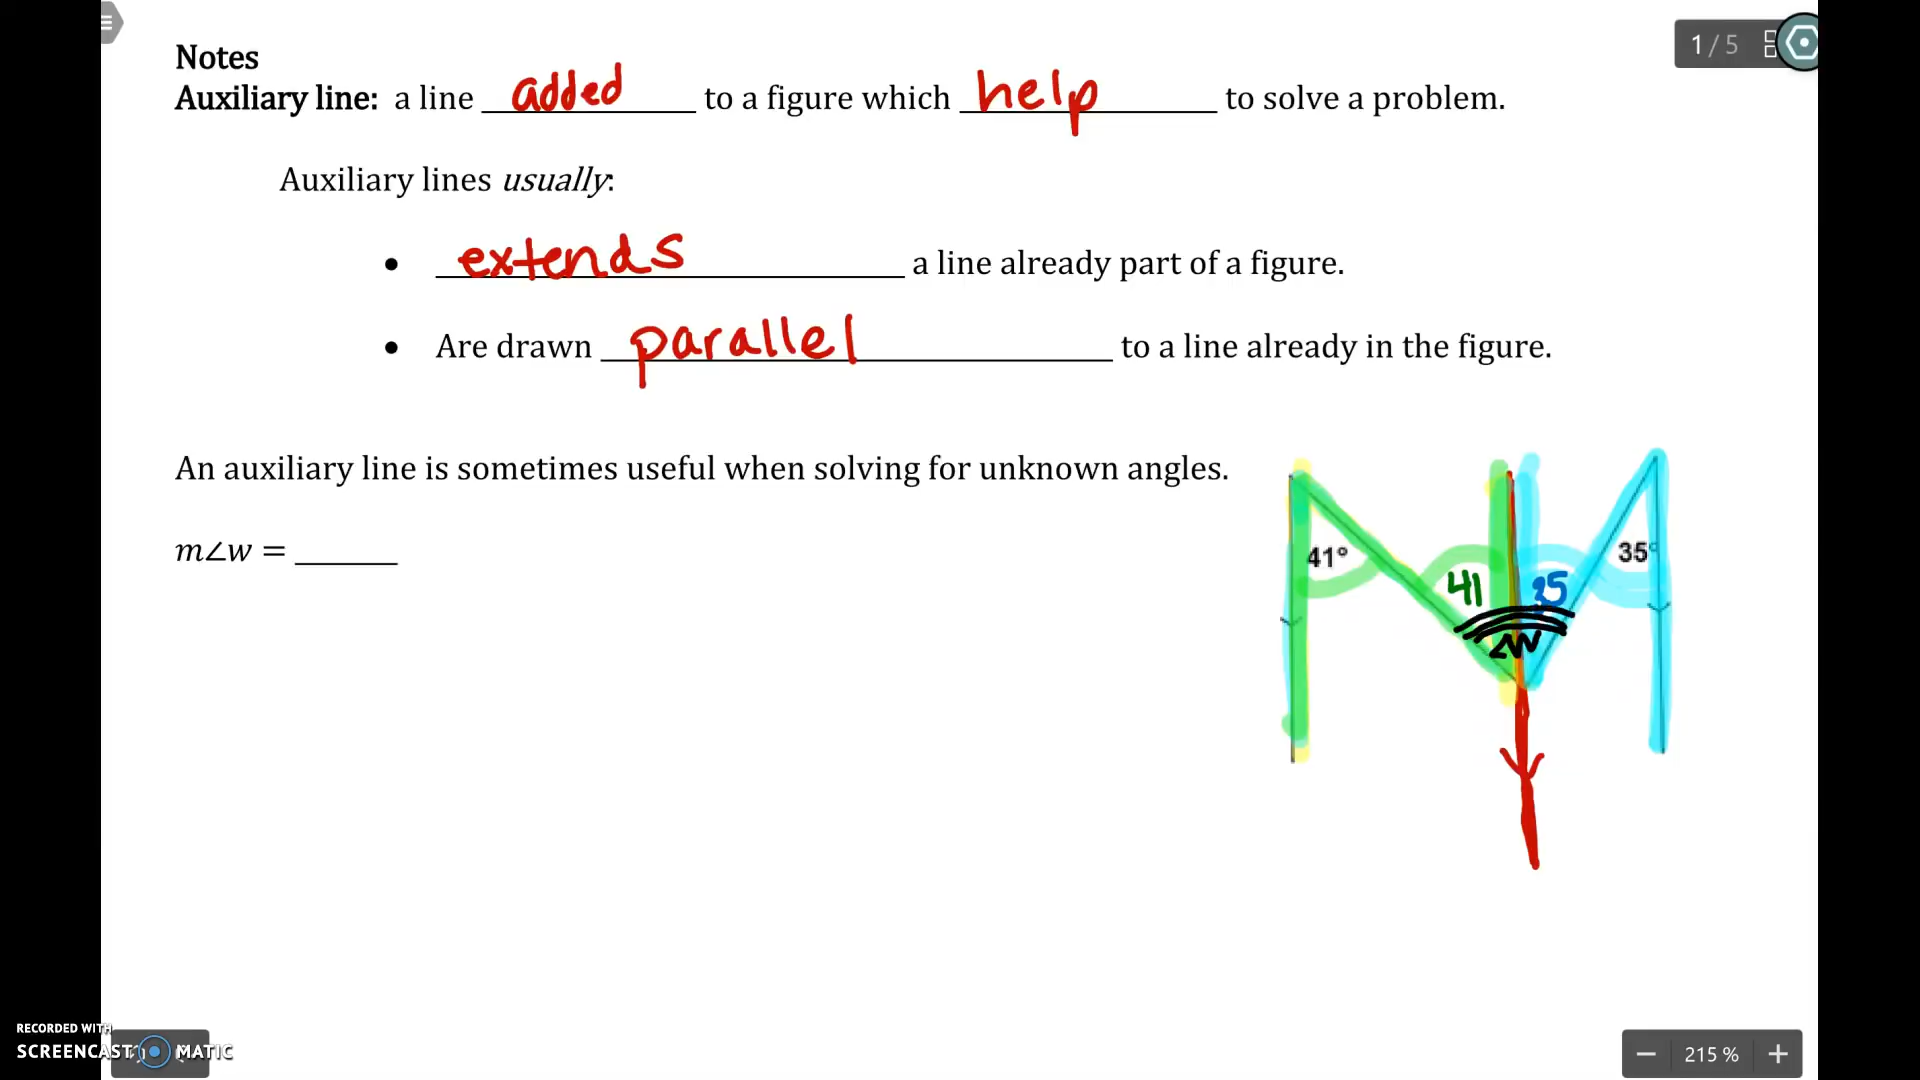 1 / 5
Notes
Auxiliary line: a line added to a figure which help to solve a problem.
Auxiliary lines usually:
• extends a line already part of a figure.
• Are drawn parallel to a line already in the figure.
An auxiliary line is sometimes useful when solving for unknown angles.
m∠w = ______
41° 41 35 35°
∠W
RECORDED WITH
SCREENCAST MATIC
215 %